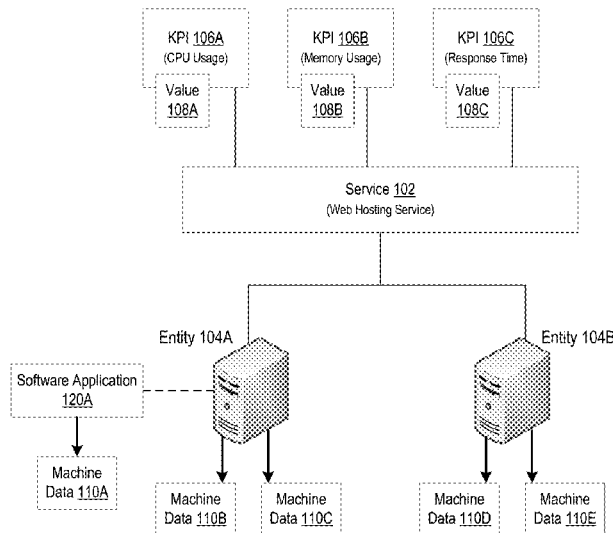 KPI 106A
(CPU Usage)
Value
108A
KPI 106B
(Memory Usage)
Value
108B
KPI 106C
(Response Time)
Value
108C
Service 102
(Web Hosting Service)
Entity 104A
Entity 104B
Software Application
120A
Machine
Data 110A
Machine
Data 110B
Machine
Data 110C
Machine
Data 110D
Machine
Data 110E